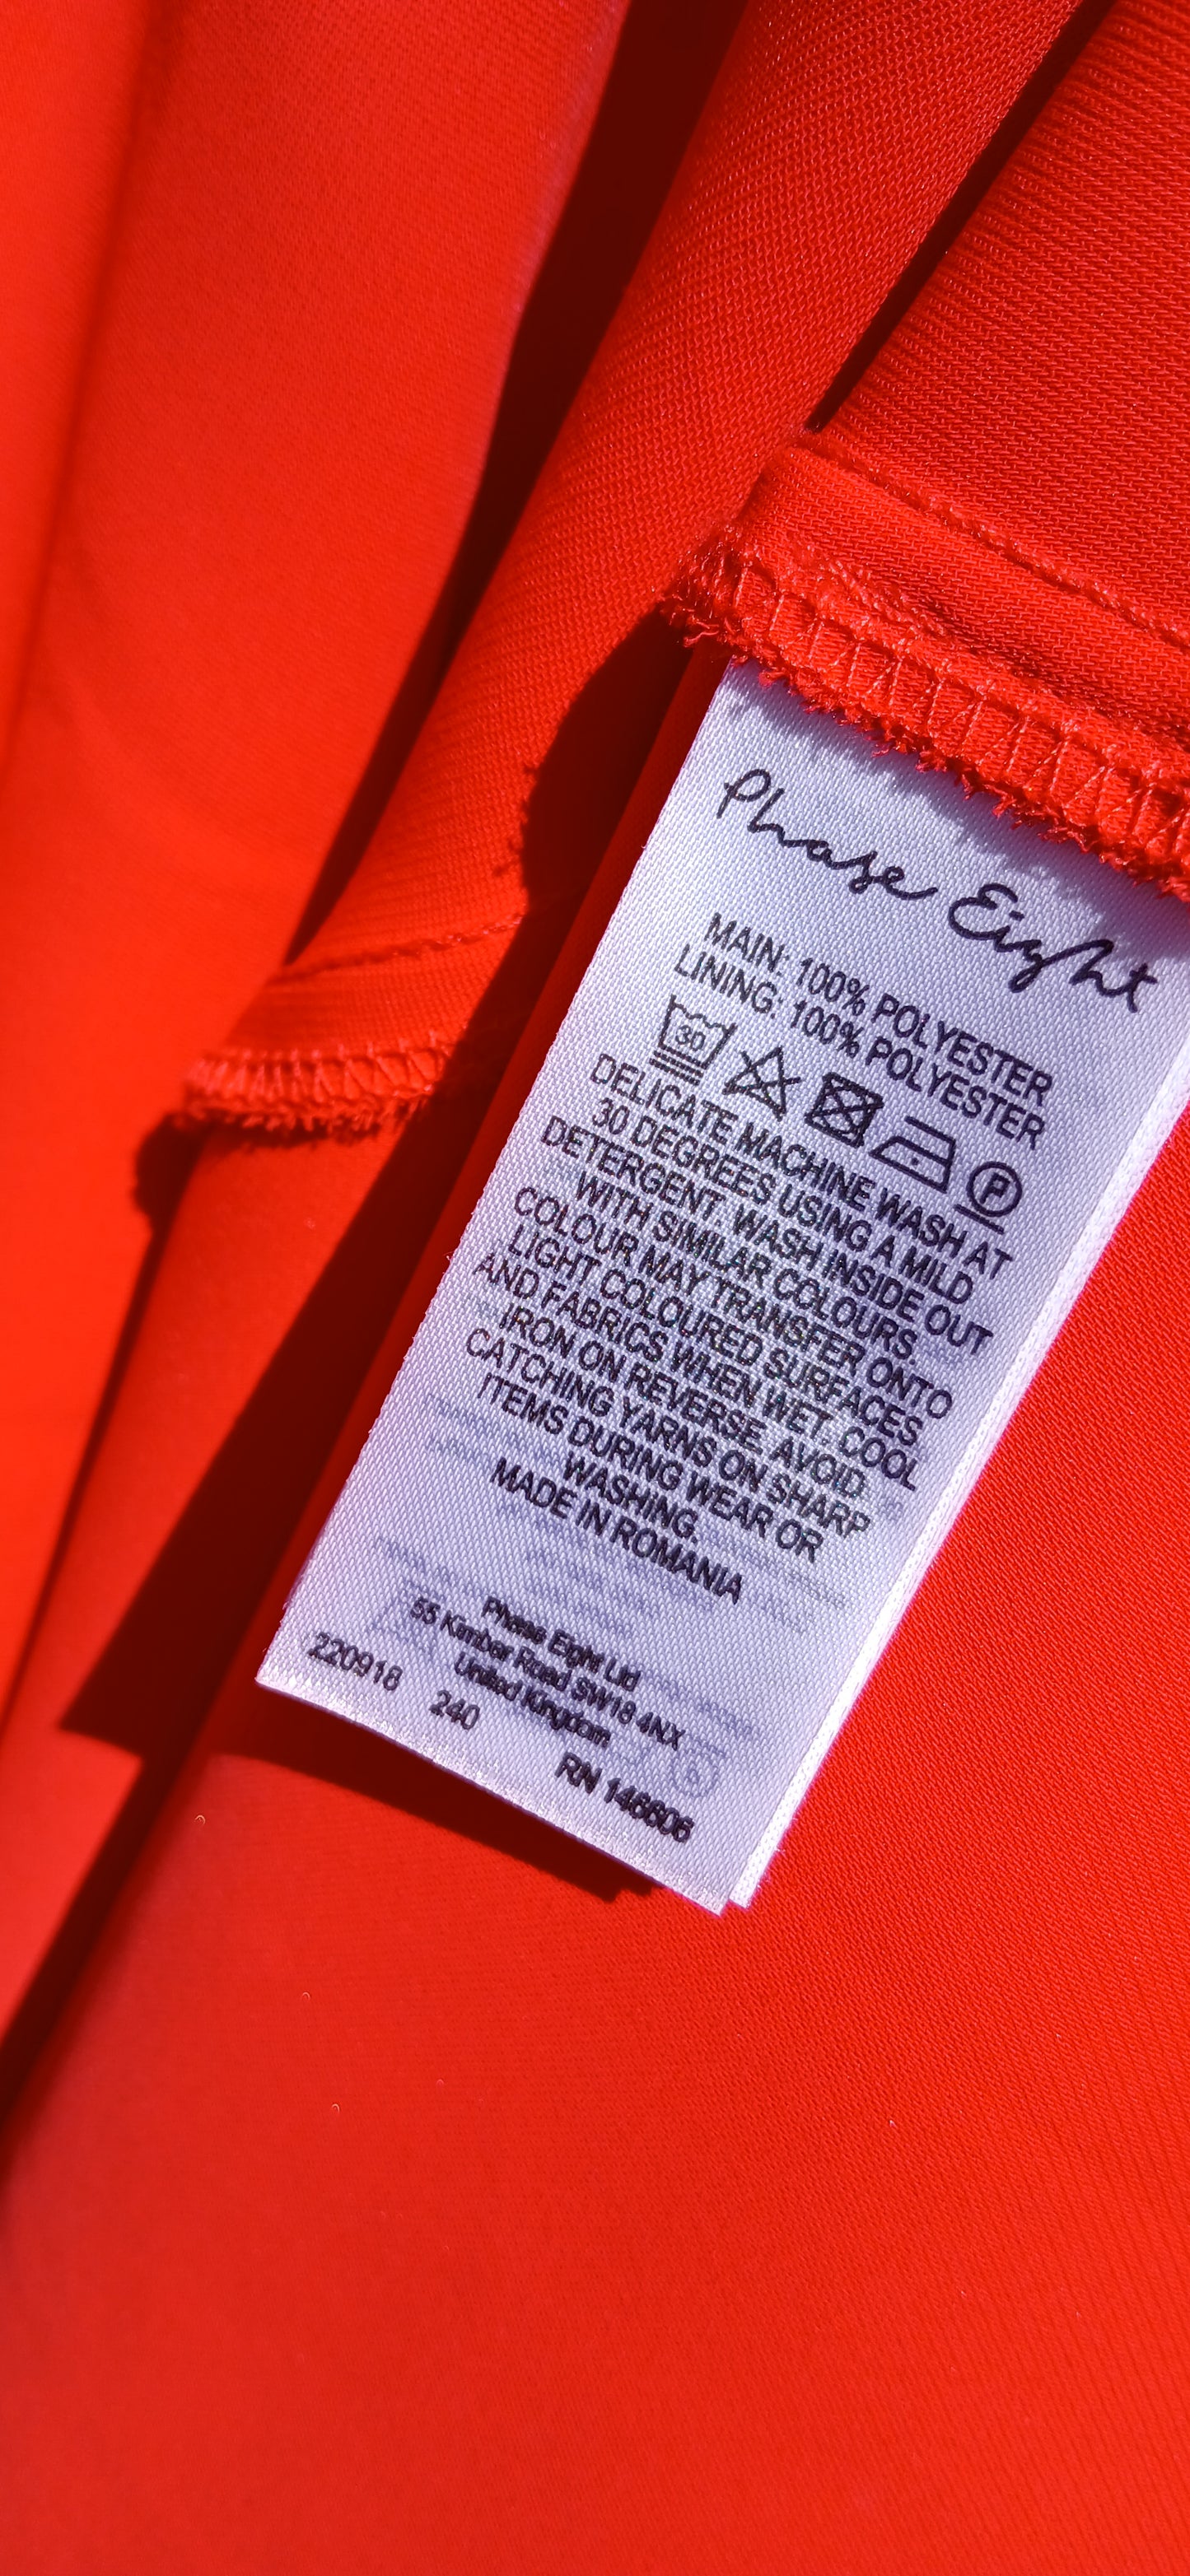 Phase Eight
MAIN: 100% POLYESTER
LINING: 100% POLYESTER
30 P
DELICATE MACHINE WASH AT
30 DEGREES USING A MILD
DETERGENT. WASH INSIDE OUT
WITH SIMILAR COLOURS.
COLOUR MAY TRANSFER ONTO
LIGHT COLOURED SURFACES
AND FABRICS WHEN WET. COOL
IRON ON REVERSE. AVOID
CATCHING YARNS ON SHARP
ITEMS DURING WEAR OR
WASHING.
MADE IN ROMANIA
Phase Eight Ltd
55 Kimber Road SW18 4NX
United Kingdom
220918 240
RN 146606